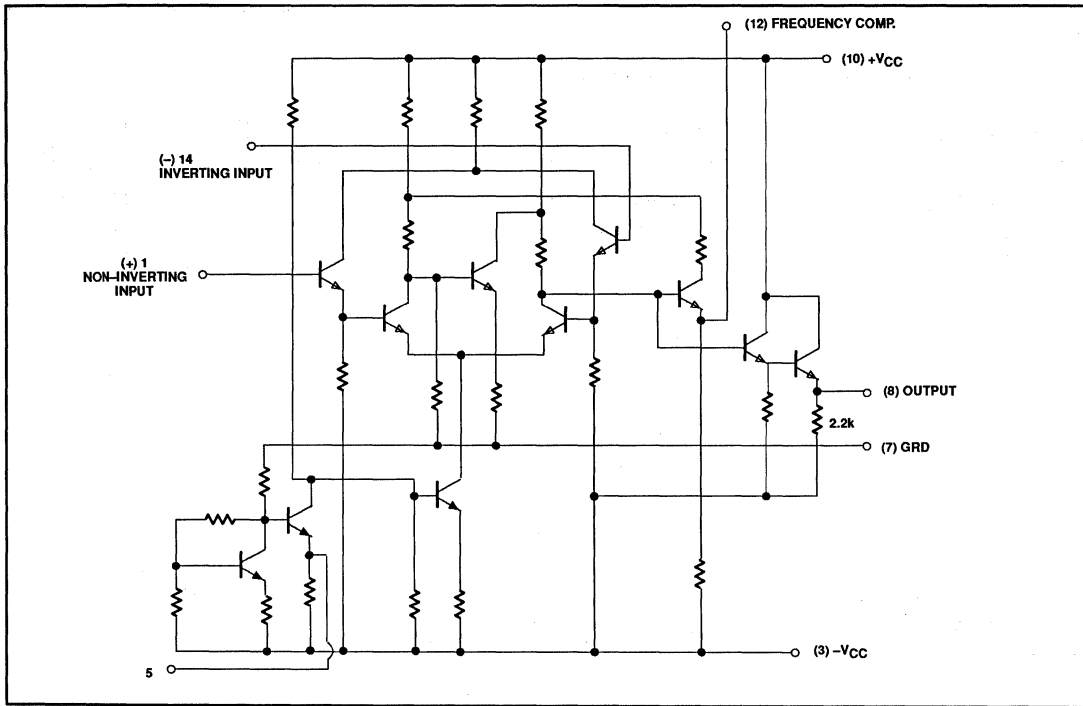 (12) FREQUENCY COMP.
(10) +VCC
(–) 14
INVERTING INPUT
(+) 1
NON–INVERTING
INPUT
(8) OUTPUT
2.2k
(7) GRD
(3) –VCC
5